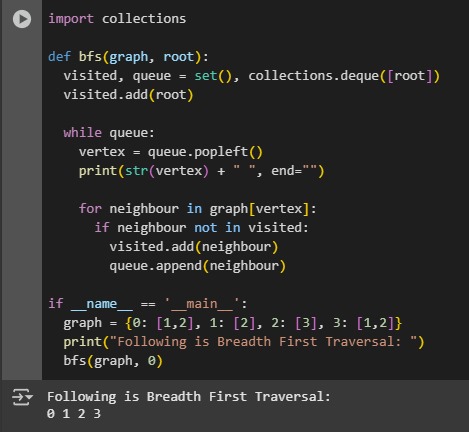 import collections
def bfs(graph, root):
visited, queue = set(), collections.deque([root])
visited.add(root)
while queue:
vertex = queue.popleft()
print(str(vertex) + " ", end="")
for neighbour in graph[vertex]:
if neighbour not in visited:
visited.add(neighbour)
queue.append(neighbour)
if __name__ == '__main__':
graph = {0: [1,2], 1: [2], 2: [3], 3: [1,2]}
print("Following is Breadth First Traversal: ")
bfs(graph, 0)
Following is Breadth First Traversal:
0 1 2 3